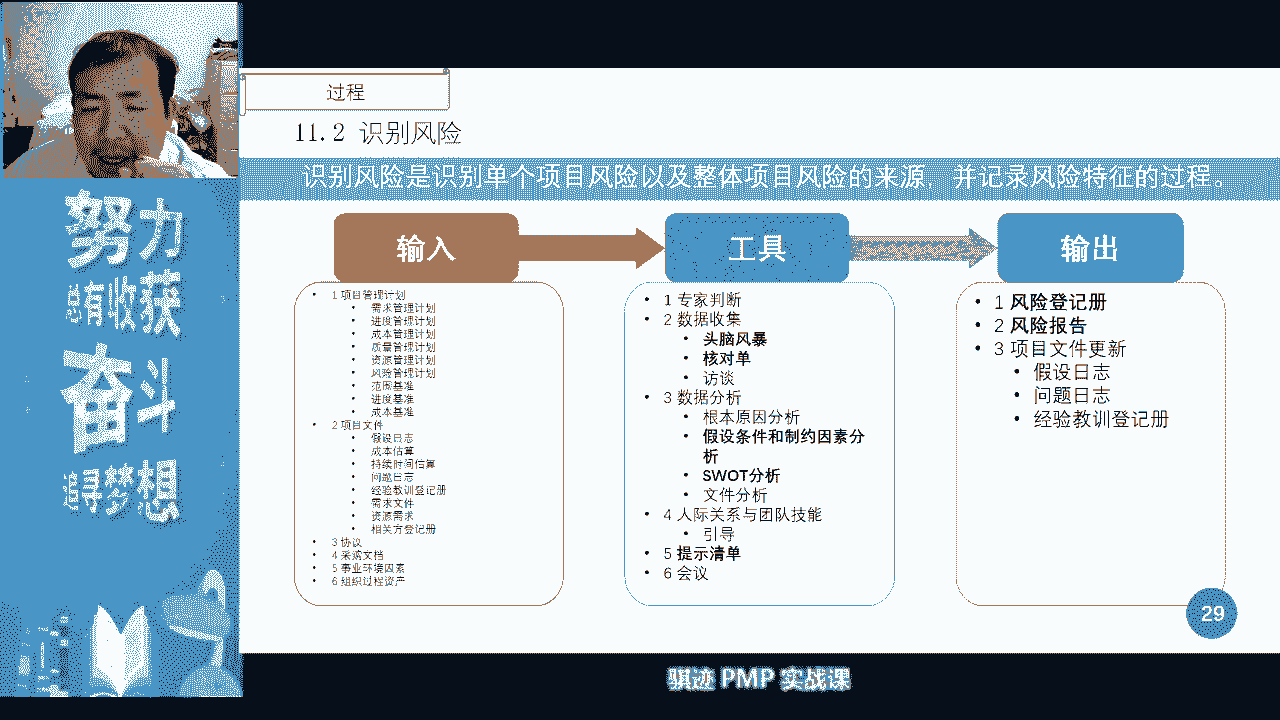 过程
11.2 识别风险
识别风险是识别单个项目风险以及整体项目风险的来源 并记录风险特征的过程。
努力
总有收获
奋斗
追寻梦想
输入
• 1 项目管理计划
• 需求管理计划
• 进度管理计划
• 成本管理计划
• 质量管理计划
• 资源管理计划
• 风险管理计划
• 范围基准
• 进度基准
• 成本基准
• 2 项目文件
• 假设日志
• 成本估算
• 持续时间估算
• 问题日志
• 经验教训登记册
• 需求文件
• 资源需求
• 相关方登记册
• 3 协议
• 4 采购文档
• 5 事业环境因素
• 6 组织过程资产
工具
• 1 专家判断
• 2 数据收集
• 头脑风暴
• 核对单
• 访谈
• 3 数据分析
• 根本原因分析
• 假设条件和制约因素分
析
• SWOT分析
• 文件分析
• 4 人际关系与团队技能
• 引导
• 5 提示清单
• 6 会议
输出
• 1 风险登记册
• 2 风险报告
• 3 项目文件更新
• 假设日志
• 问题日志
• 经验教训登记册
29
骐迹 PMP 实战课